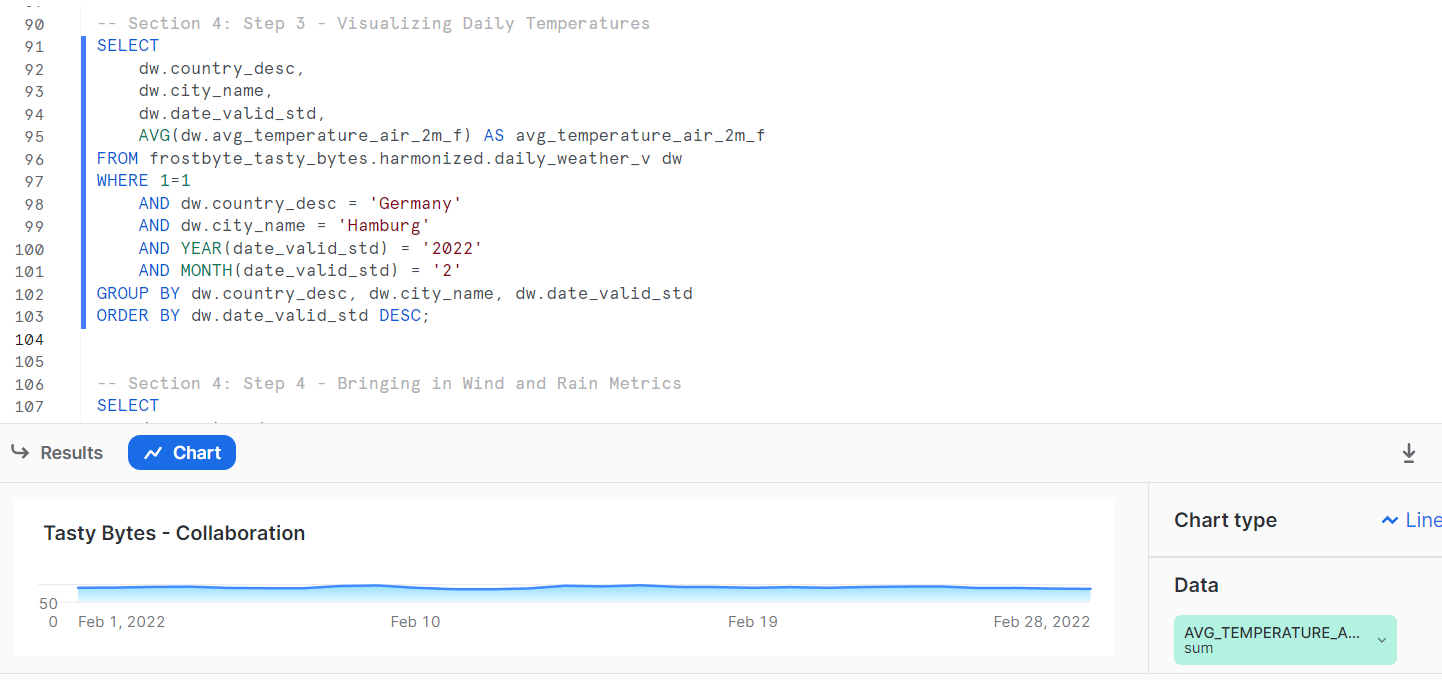 90 -- Section 4: Step 3 - Visualizing Daily Temperatures
91 SELECT
92 dw.country_desc,
93 dw.city_name,
94 dw.date_valid_std,
95 AVG(dw.avg_temperature_air_2m_f) AS avg_temperature_air_2m_f
96 FROM frostbyte_tasty_bytes.harmonized.daily_weather_v dw
97 WHERE 1=1
98 AND dw.country_desc = 'Germany'
99 AND dw.city_name = 'Hamburg'
100 AND YEAR(date_valid_std) = '2022'
101 AND MONTH(date_valid_std) = '2'
102 GROUP BY dw.country_desc, dw.city_name, dw.date_valid_std
103 ORDER BY dw.date_valid_std DESC;
104
105
106 -- Section 4: Step 4 - Bringing in Wind and Rain Metrics
107 SELECT
Results Chart
Tasty Bytes - Collaboration
50
0 Feb 1, 2022 Feb 10 Feb 19 Feb 28, 2022
Chart type Line
Data
AVG_TEMPERATURE_A...
sum